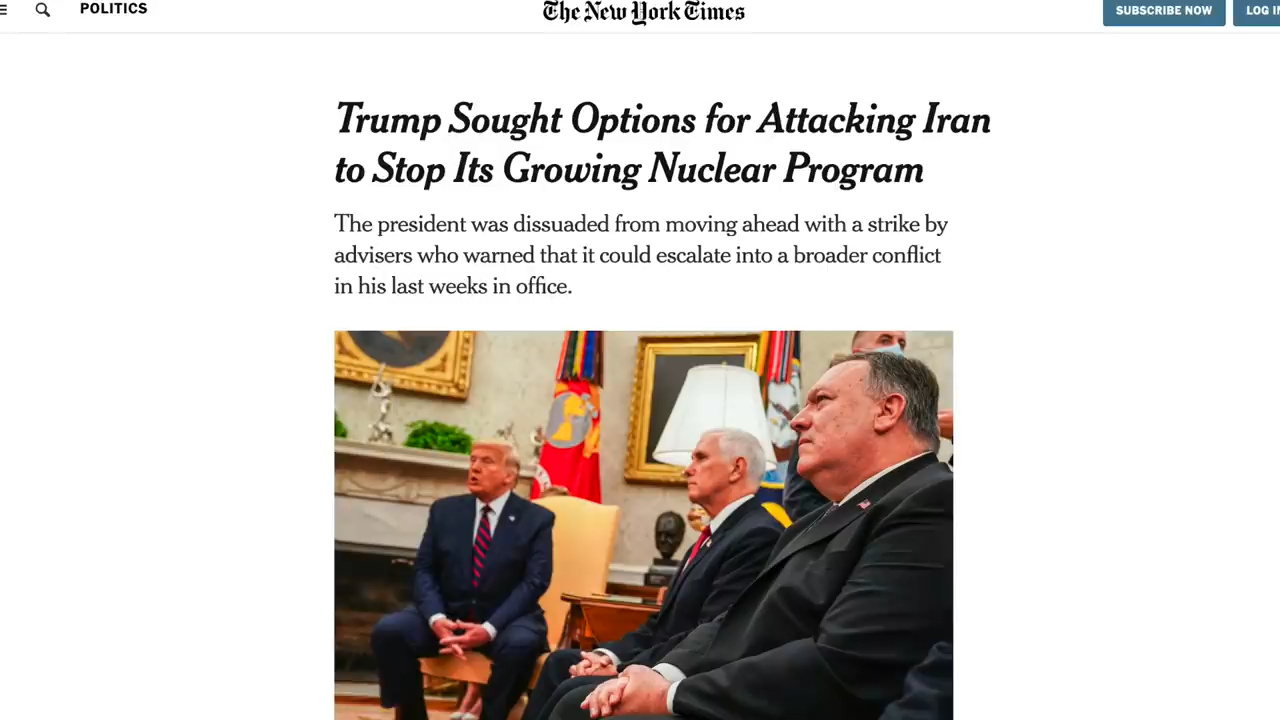 POLITICS
The New York Times
SUBSCRIBE NOW
Trump Sought Options for Attacking Iran
to Stop Its Growing Nuclear Program
The president was dissuaded from moving ahead with a strike by
advisers who warned that it could escalate into a broader conflict
in his last weeks in office.